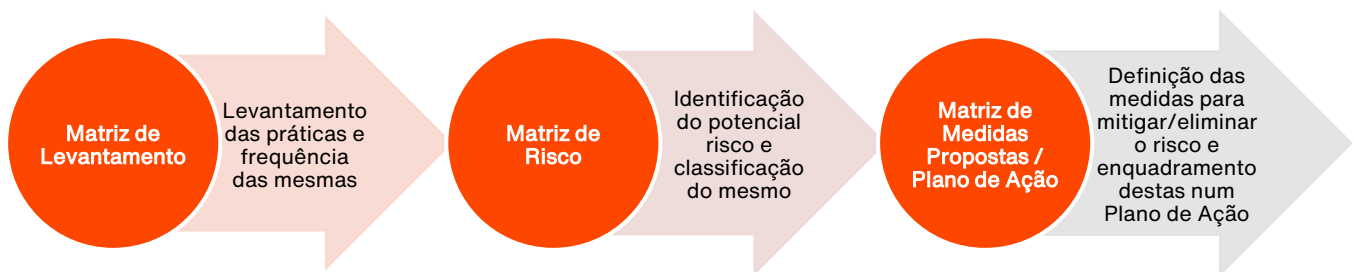 Matriz de
Levantamento
Levantamento
das práticas e
frequência
das mesmas
Matriz de
Risco
Identificação
do potencial
risco e
classificação
do mesmo
Matriz de
Medidas
Propostas /
Plano de Ação
Definição das
medidas para
mitigar/eliminar
o risco e
enquadramento
destas num
Plano de Ação